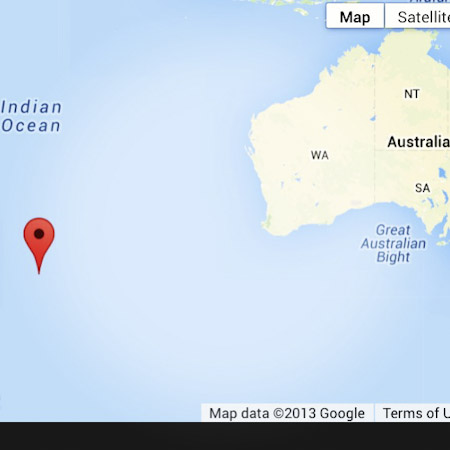 Map Satellite
Indian
Ocean
NT
Australia
WA
SA
Great
Australian
Bight
Map data ©2013 Google Terms of U